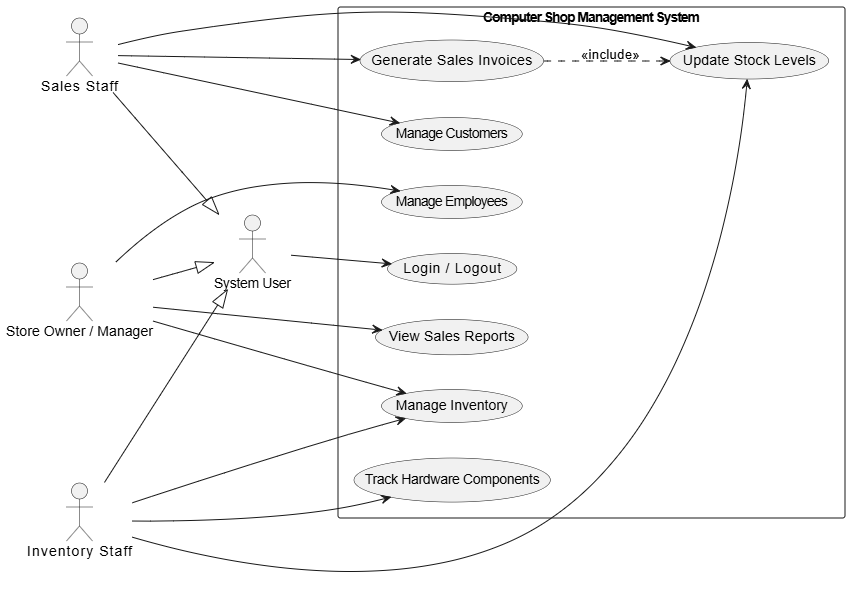 Computer Shop Management System
Generate Sales Invoices
«include»
Update Stock Levels
Sales Staff
Manage Customers
Manage Employees
System User
Login / Logout
Store Owner / Manager
View Sales Reports
Manage Inventory
Track Hardware Components
Inventory Staff